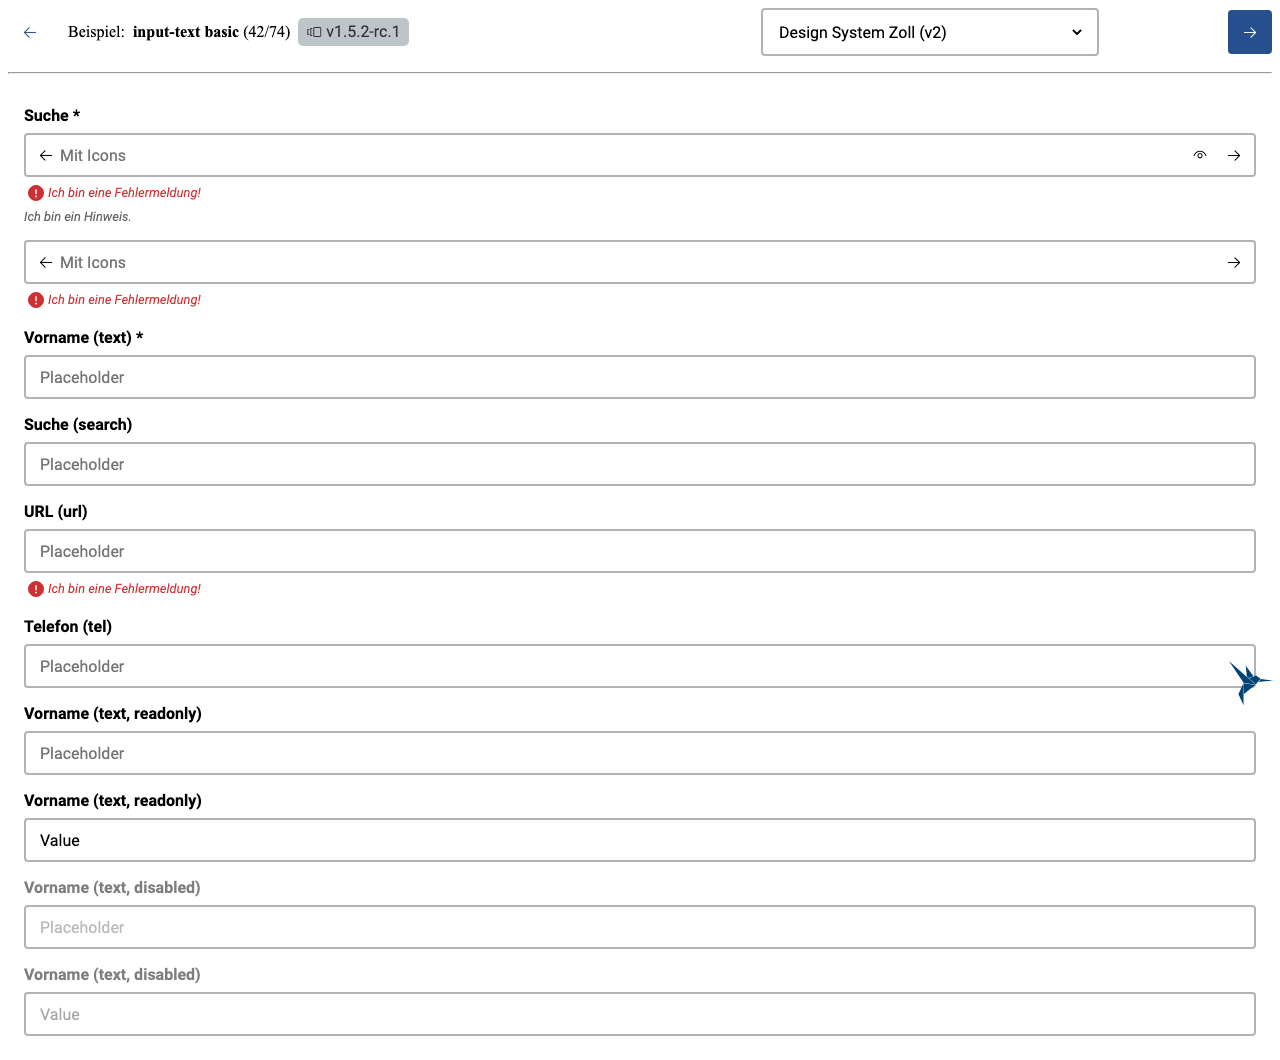 Beispiel: input-text basic (42/74) v1.5.2-rc.1 Design System Zoll (v2)
Suche *
Mit Icons
Ich bin eine Fehlermeldung!
Ich bin ein Hinweis.
Mit Icons
Ich bin eine Fehlermeldung!
Vorname (text) *
Placeholder
Suche (search)
Placeholder
URL (url)
Placeholder
Ich bin eine Fehlermeldung!
Telefon (tel)
Placeholder
Vorname (text, readonly)
Placeholder
Vorname (text, readonly)
Value
Vorname (text, disabled)
Placeholder
Vorname (text, disabled)
Value